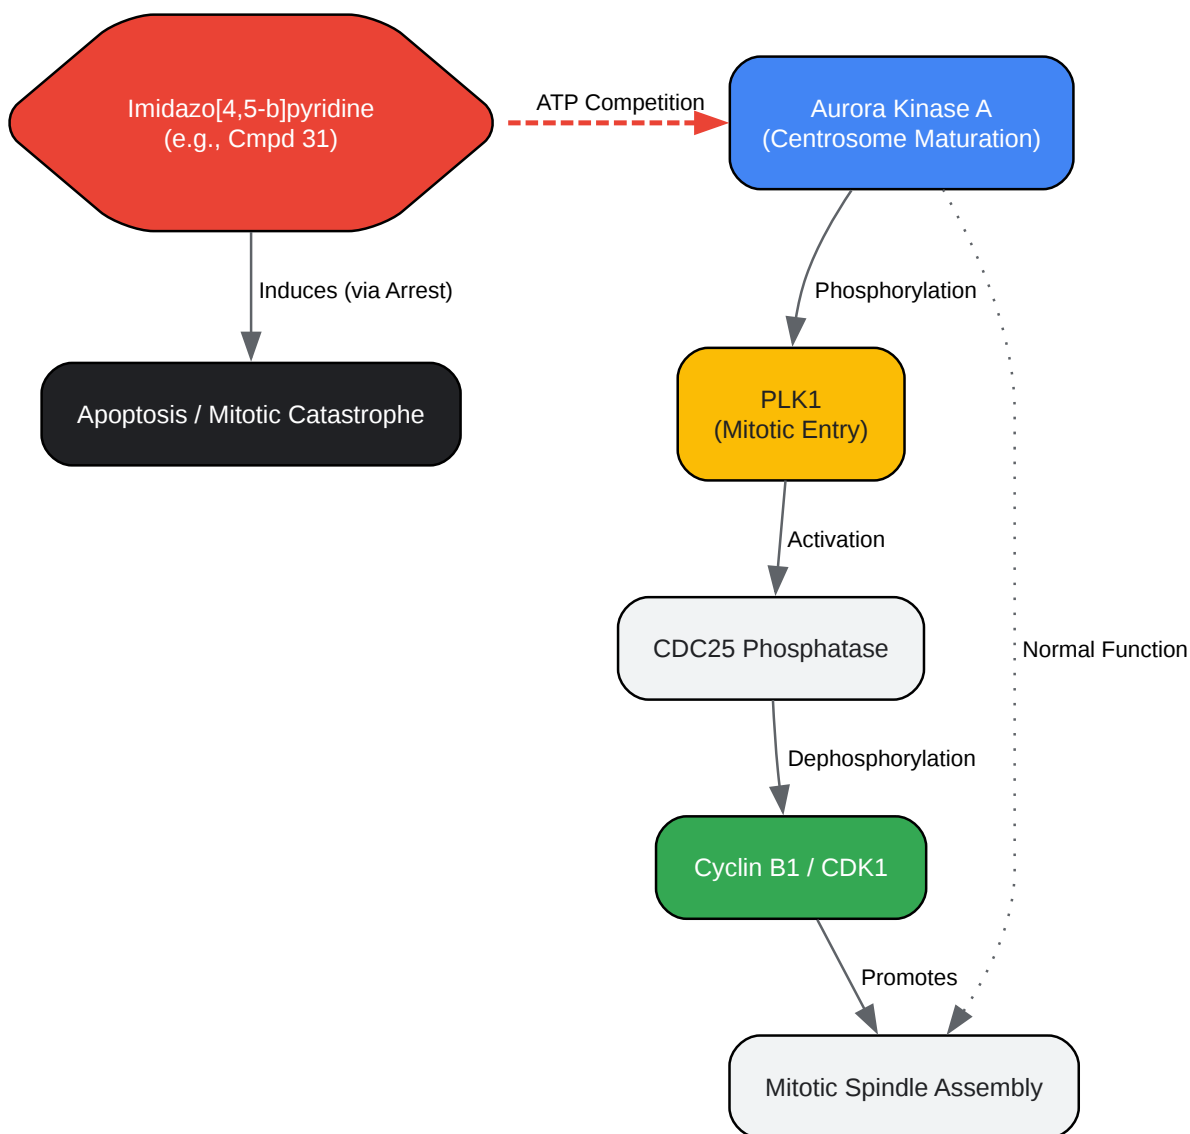 Imidazo[4,5-b]pyridine
(e.g., Cmpd 31)
ATP Competition
Aurora Kinase A
(Centrosome Maturation)
Induces (via Arrest)
Phosphorylation
Apoptosis / Mitotic Catastrophe
PLK1
(Mitotic Entry)
Activation
CDC25 Phosphatase
Normal Function
Dephosphorylation
Cyclin B1 / CDK1
Promotes
Mitotic Spindle Assembly